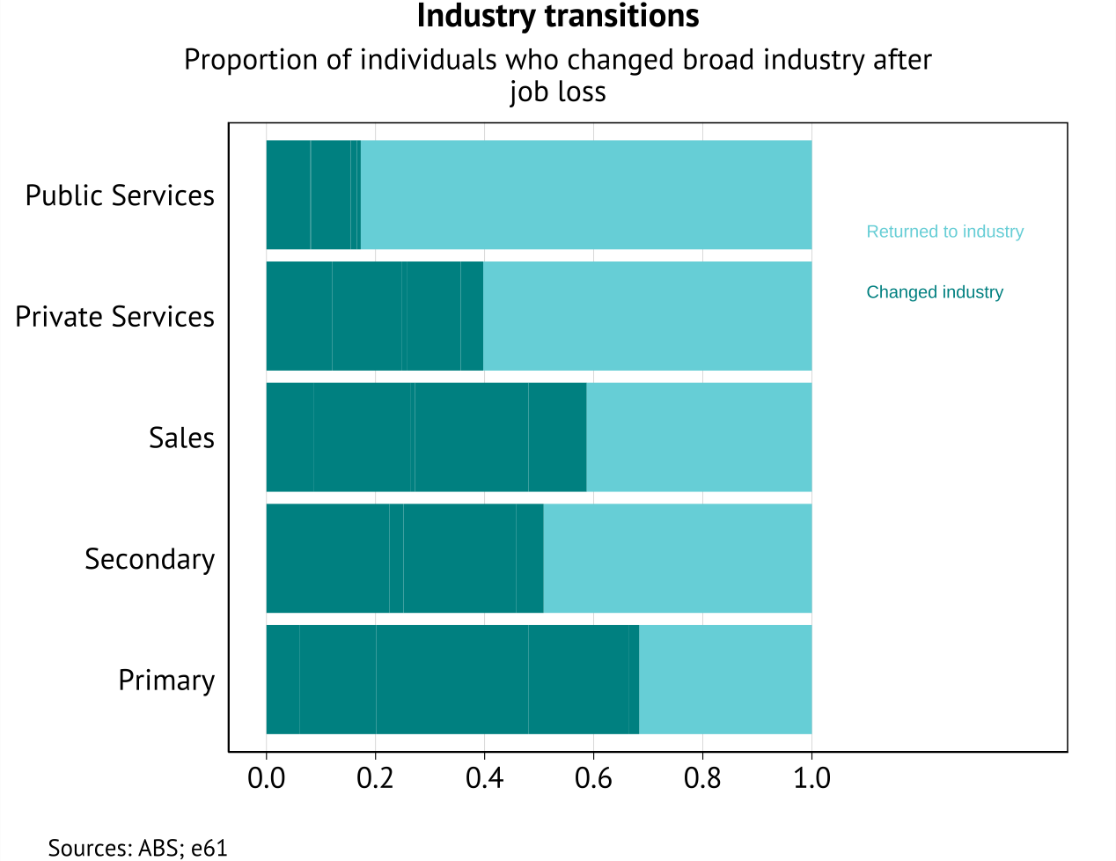 Industry transitions
Proportion of individuals who changed broad industry after
job loss
Public Services
Returned to industry
Changed industry
Private Services
Sales
Secondary
Primary
0.0 0.2 0.4 0.6 0.8 1.0
Sources: ABS; e61